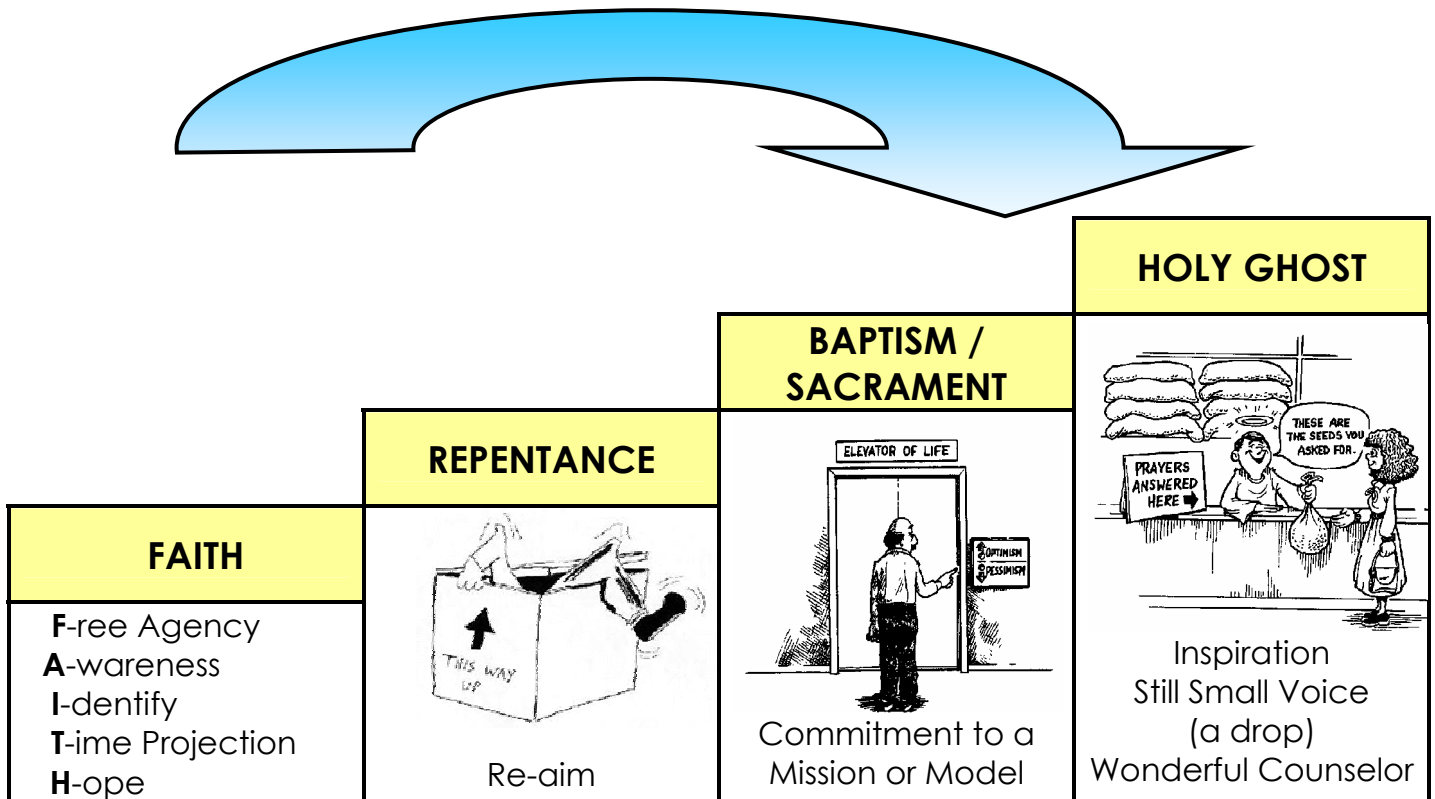 FAITH
F-ree Agency
A-wareness
I-dentify
T-ime Projection
H-ope
REPENTANCE
THIS WAY
UP
Re-aim
BAPTISM /
SACRAMENT
ELEVATOR OF LIFE
OPTIMISM
PESSIMISM
Commitment to a
Mission or Model
HOLY GHOST
THESE ARE
THE SEEDS YOU
ASKED FOR.
PRAYERS
ANSWERED
HERE
Inspiration
Still Small Voice
(a drop)
Wonderful Counselor